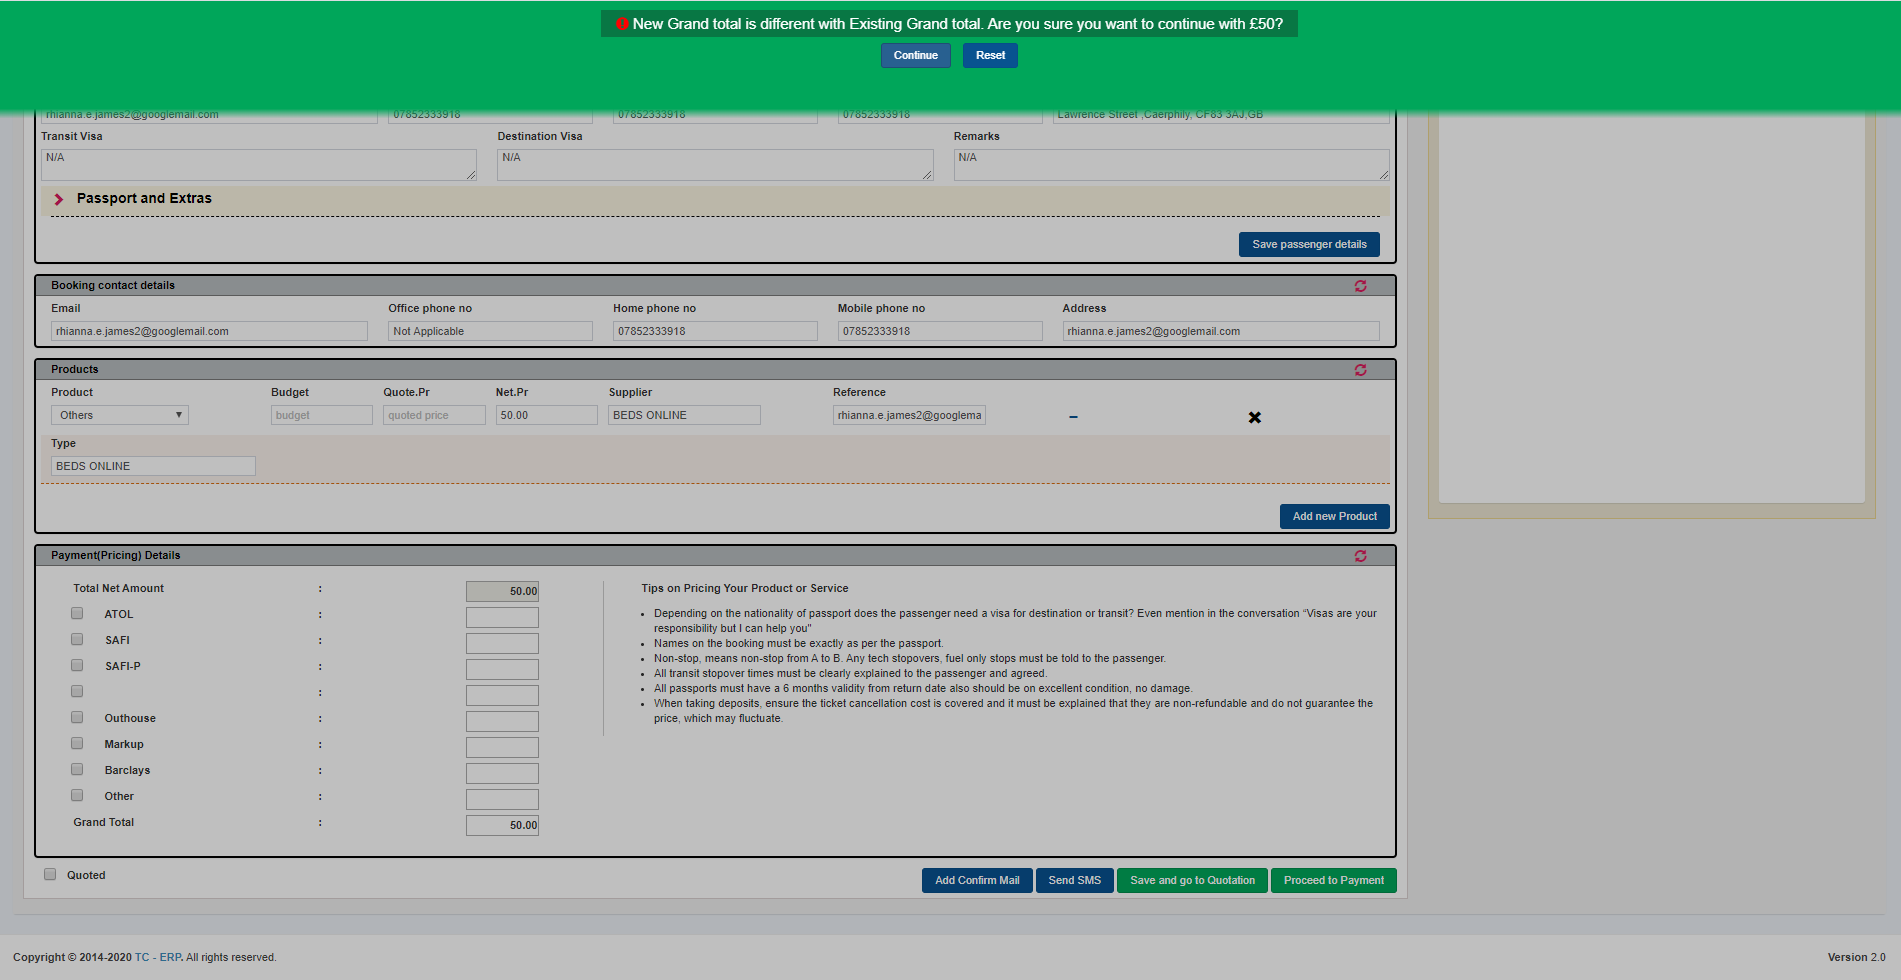 New Grand total is different with Existing Grand total. Are you sure you want to continue with £50?
Continue Reset
rhianna.e.james2@googlemail.com 07852333918 07852333918 07852333918 Lawrence Street ,Caerphily, CF83 3AJ,GB
Transit Visa Destination Visa Remarks
N/A N/A N/A
Passport and Extras
Save passenger details
Booking contact details
Email Office phone no Home phone no Mobile phone no Address
rhianna.e.james2@googlemail.com Not Applicable 07852333918 07852333918 rhianna.e.james2@googlemail.com
Products
Product Budget Quote.Pr Net.Pr Supplier Reference
Others budget quoted price 50.00 BEDS ONLINE rhianna.e.james2@googlema
Type
BEDS ONLINE
Add new Product
Payment(Pricing) Details
Total Net Amount : 50.00
ATOL :
SAFI :
SAFI-P :
:
Outhouse :
Markup :
Barclays :
Other :
Grand Total : 50.00
Tips on Pricing Your Product or Service
• Depending on the nationality of passport does the passenger need a visa for destination or transit? Even mention in the conversation “Visas are your
responsibility but I can help you”
• Names on the booking must be exactly as per the passport.
• Non-stop, means non-stop from A to B. Any tech stopovers, fuel only stops must be told to the passenger.
• All transit stopover times must be clearly explained to the passenger and agreed.
• All passports must have a 6 months validity from return date also should be on excellent condition, no damage.
• When taking deposits, ensure the ticket cancellation cost is covered and it must be explained that they are non-refundable and do not guarantee the
price, which may fluctuate.
Quoted
Add Confirm Mail Send SMS Save and go to Quotation Proceed to Payment
Copyright © 2014-2020 TC - ERP. All rights reserved. Version 2.0